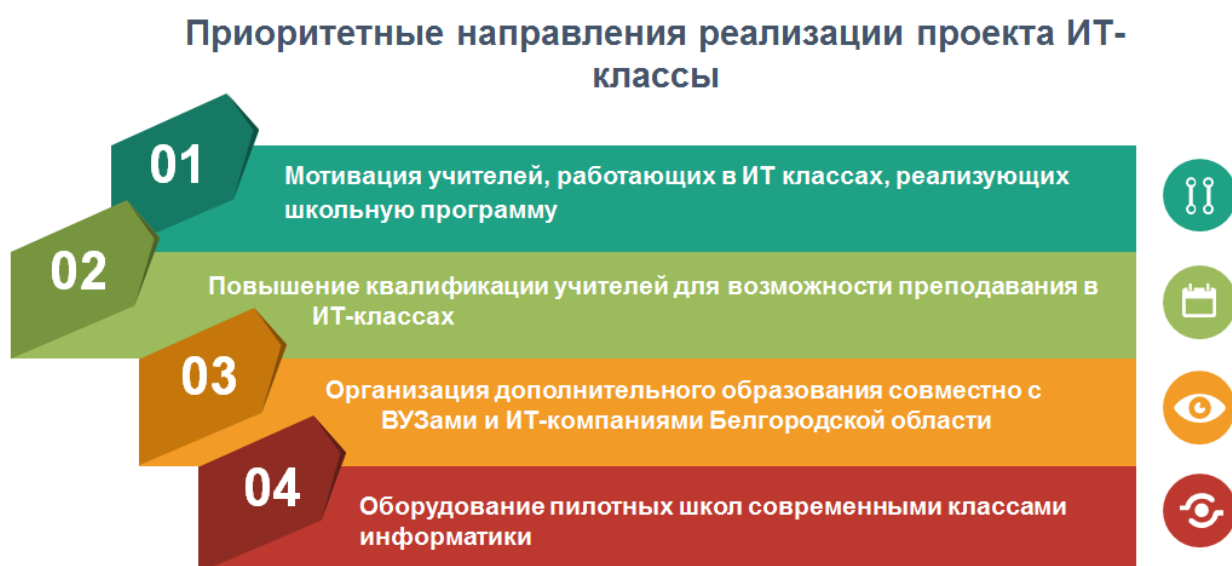 Приоритетные направления реализации проекта ИТ-
классы
01
Мотивация учителей, работающих в ИТ классах, реализующих
школьную программу
02
Повышение квалификации учителей для возможности преподавания в
ИТ-классах
03
Организация дополнительного образования совместно с
ВУЗами и ИТ-компаниями Белгородской области
04
Оборудование пилотных школ современными классами
информатики